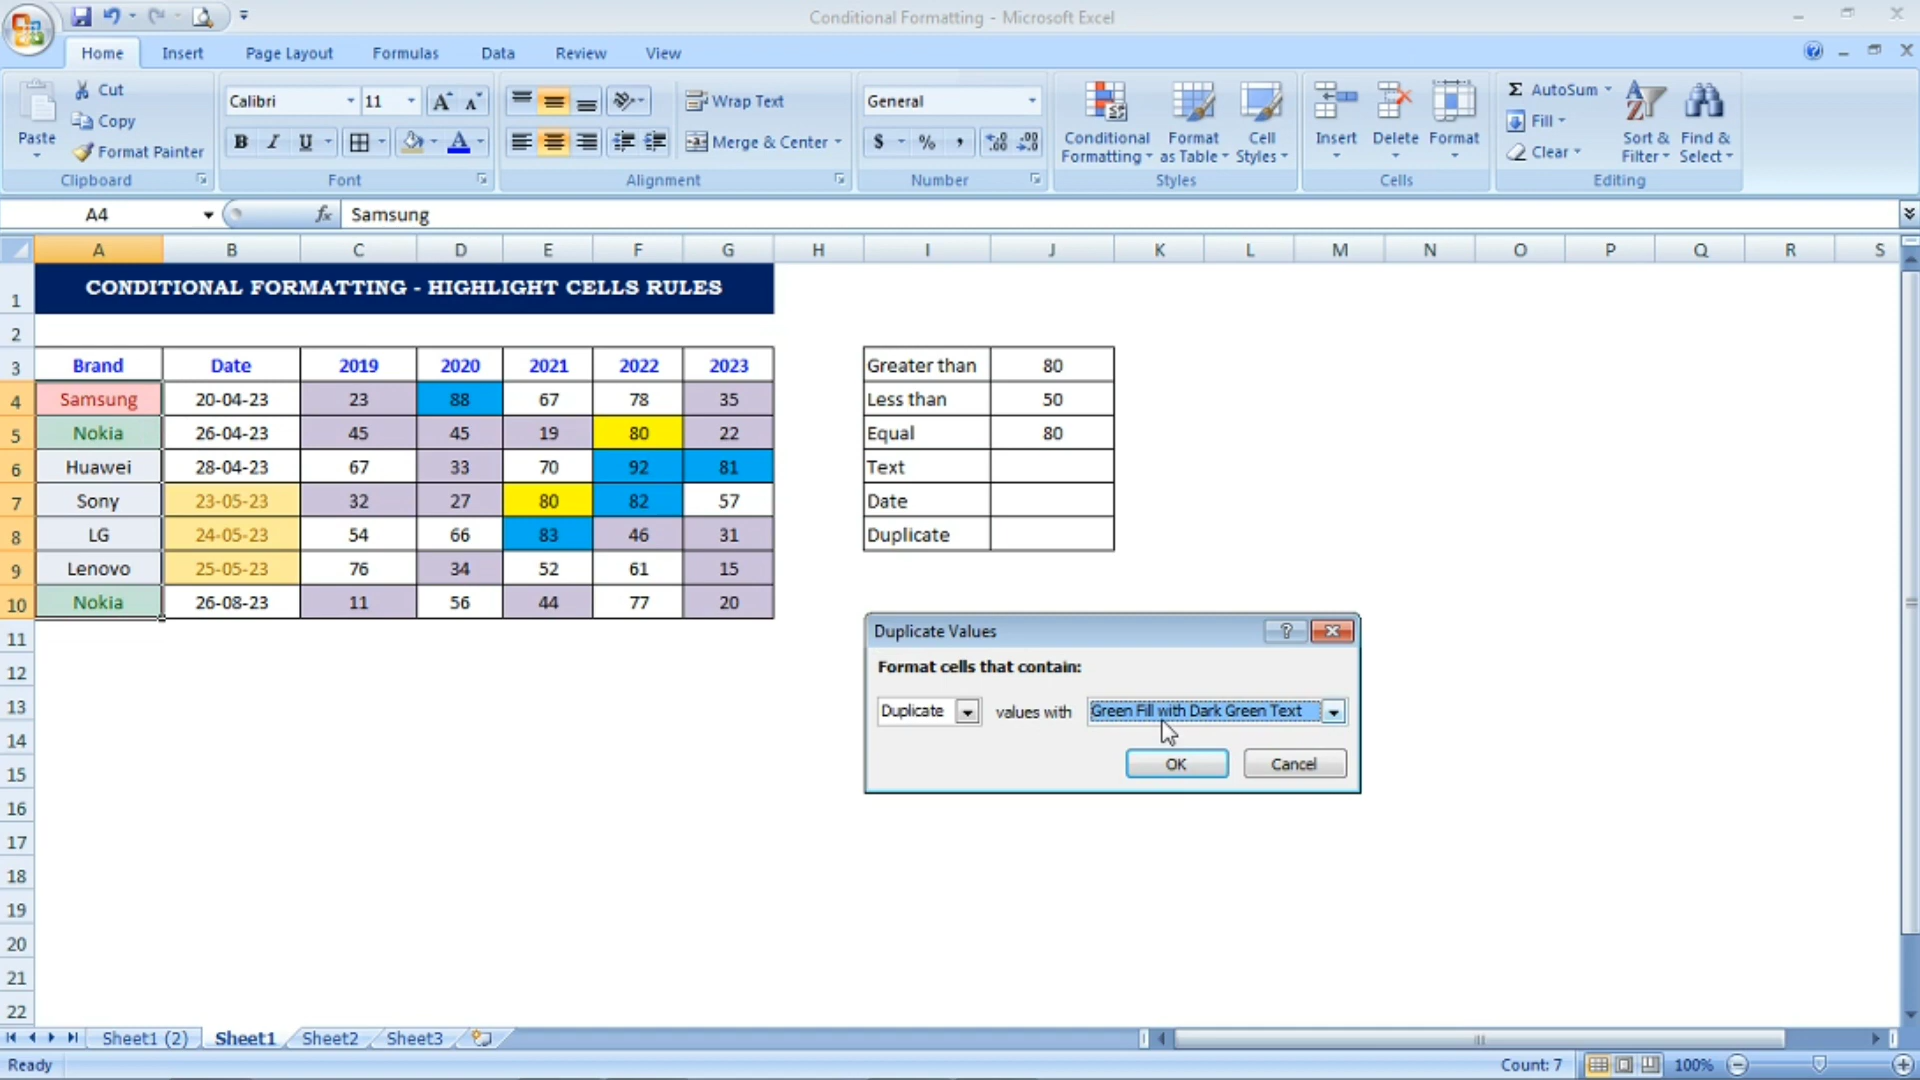 Conditional Formatting - Microsoft Excel
Home Insert Page Layout Formulas Data Review View
Paste
Cut
Copy
Format Painter
Clipboard
Calibri 11
B I U
Font
Wrap Text
Merge & Center
Alignment
General
$ % ,
Number
Conditional Formatting
Format as Table
Cell Styles
Styles
Insert Delete Format
Cells
Σ AutoSum
Fill
Clear
Sort & Filter
Find & Select
Editing
A4 fx Samsung
A B C D E F G H I J K L M N O P Q R S
1 CONDITIONAL FORMATTING - HIGHLIGHT CELLS RULES
2
3 Brand Date 2019 2020 2021 2022 2023 Greater than 80
4 Samsung 20-04-23 23 88 67 78 35 Less than 50
5 Nokia 26-04-23 45 45 19 80 22 Equal 80
6 Huawei 28-04-23 67 33 70 92 81 Text
7 Sony 23-05-23 32 27 80 82 57 Date
8 LG 24-05-23 54 66 83 46 31 Duplicate
9 Lenovo 25-05-23 76 34 52 61 15
10 Nokia 26-08-23 11 56 44 77 20
11
12
13
14
15
16
17
18
19
20
21
22
Duplicate Values
Format cells that contain:
Duplicate values with Green Fill with Dark Green Text
OK Cancel
Sheet1 (2) Sheet1 Sheet2 Sheet3
Ready Count: 7 100%